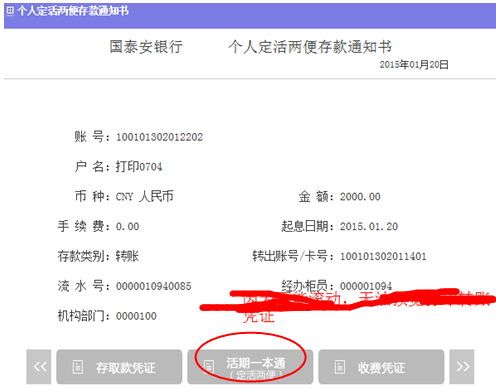 个人定活两便存款通知书
国泰安银行 个人定活两便存款通知书
2015年01月20日
账 号：100101302012202
户 名：打印0704
币 种：CNY 人民币 金 额：2000.00
手 续 费：0.00 起息日期：2015.01.20
存款类别：转账 转出账号/卡号：100101302011401
流 水 号：0000010940085 经办柜员：000001094
转账
凭证
机构部门：0000100
<< 存取款凭证 活期一本通 收费凭证 >>
（定活两便）